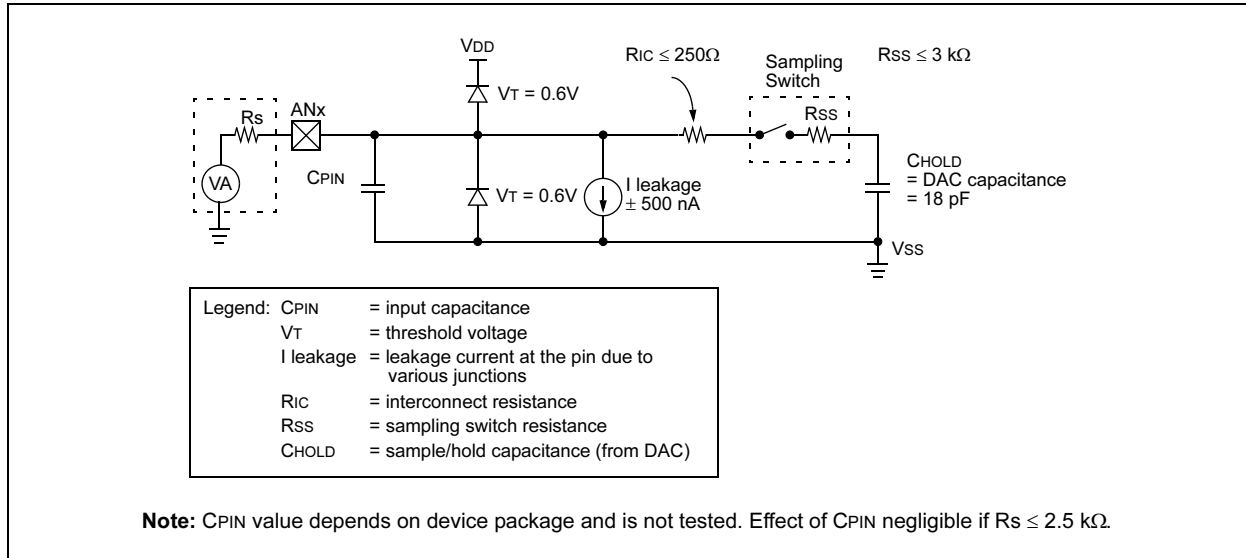 VDD
RIC ≤ 250Ω
Sampling
Switch
RSS ≤ 3 kΩ
VT = 0.6V
Rs
ANx
RSS
VA
CPIN
VT = 0.6V
I leakage
± 500 nA
CHOLD
= DAC capacitance
= 18 pF
VSS
Legend: CPIN = input capacitance
VT = threshold voltage
I leakage = leakage current at the pin due to
various junctions
RIC = interconnect resistance
RSS = sampling switch resistance
CHOLD = sample/hold capacitance (from DAC)
Note: CPIN value depends on device package and is not tested. Effect of CPIN negligible if Rs ≤ 2.5 kΩ.